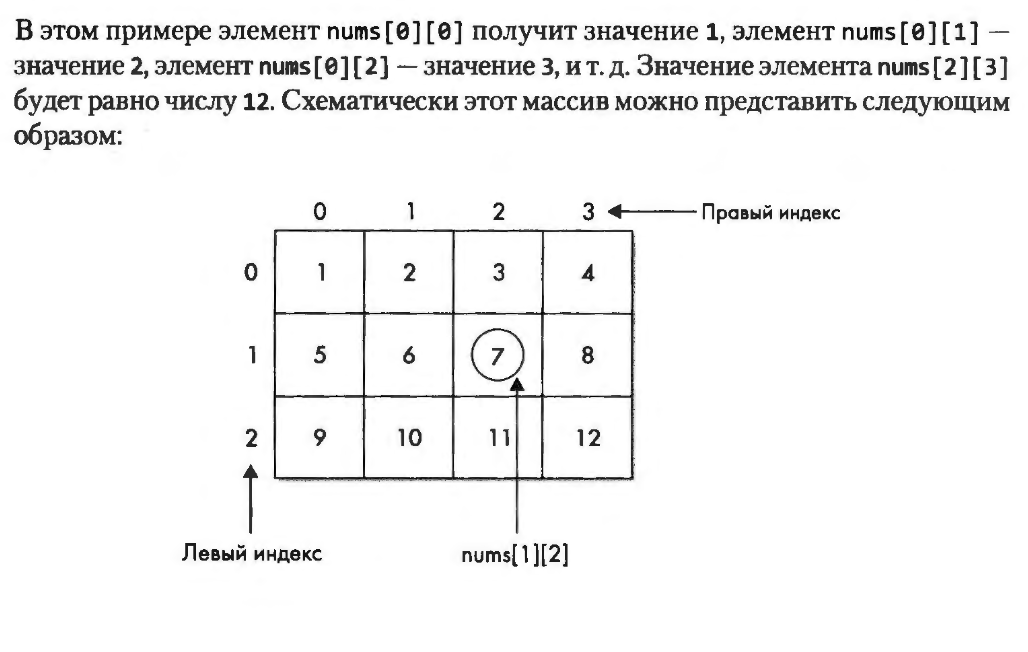 В этом примере элемент nums[0][0] получит значение 1, элемент nums[0][1] —
значение 2, элемент nums[0][2] — значение 3, и т. д. Значение элемента nums[2][3]
будет равно числу 12. Схематически этот массив можно представить следующим
образом:
0 1 2 3 Правый индекс
0 1 2 3 4
1 5 6 7 8
2 9 10 11 12
Левый индекс nums[1][2]